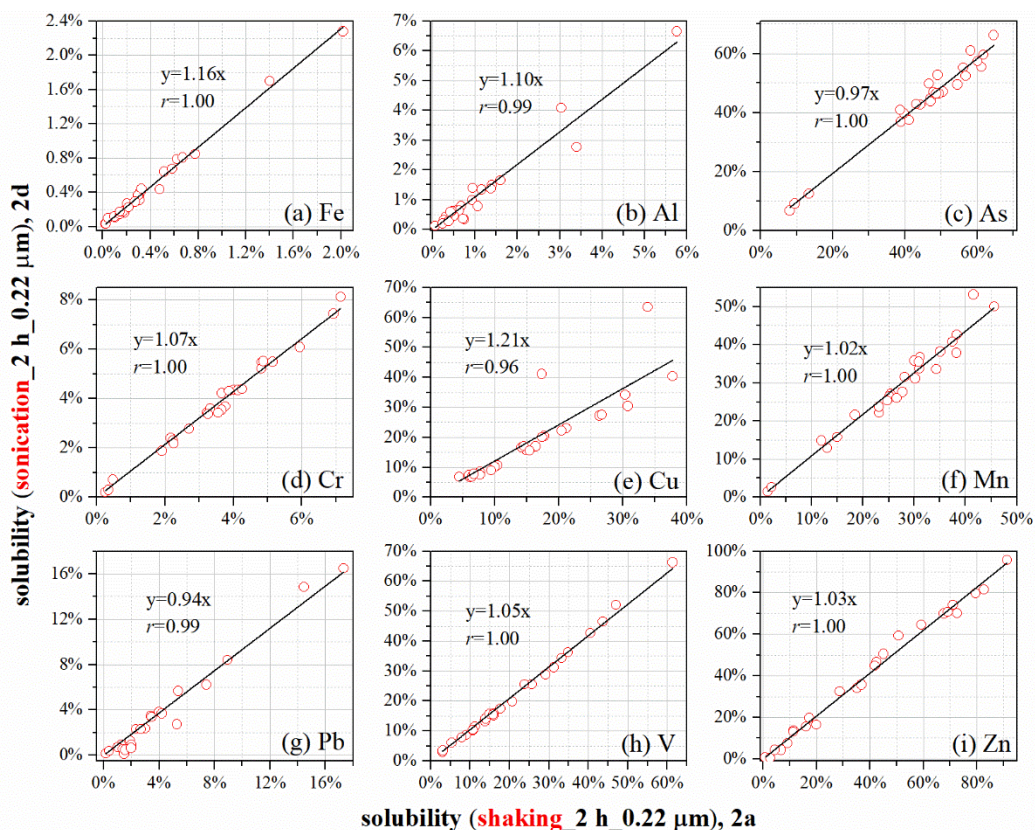 solubility (sonication_2 h_0.22 μm), 2d
2.4%
2.0%
1.6%
1.2%
0.8%
0.4%
0.0%
y=1.16x
r=1.00
(a) Fe
0.0% 0.4% 0.8% 1.2% 1.6% 2.0%
7%
6%
5%
4%
3%
2%
1%
0%
y=1.10x
r=0.99
(b) Al
0% 2% 4% 6%
60%
40%
20%
0%
y=0.97x
r=1.00
(c) As
20% 40% 60%
8%
6%
4%
2%
0%
y=1.07x
r=1.00
(d) Cr
0% 2% 4% 6%
70%
60%
50%
40%
30%
20%
10%
0%
y=1.21x
r=0.96
(e) Cu
0% 10% 20% 30% 40%
50%
40%
30%
20%
10%
0%
y=1.02x
r=1.00
(f) Mn
0% 10% 20% 30% 40% 50%
16%
12%
8%
4%
0%
y=0.94x
r=0.99
(g) Pb
0% 4% 8% 12% 16%
70%
60%
50%
40%
30%
20%
10%
0%
y=1.05x
r=1.00
(h) V
0% 10% 20% 30% 40% 50% 60%
100%
80%
60%
40%
20%
0%
y=1.03x
r=1.00
(i) Zn
0% 20% 40% 60% 80%
solubility (shaking_2 h_0.22 μm), 2a